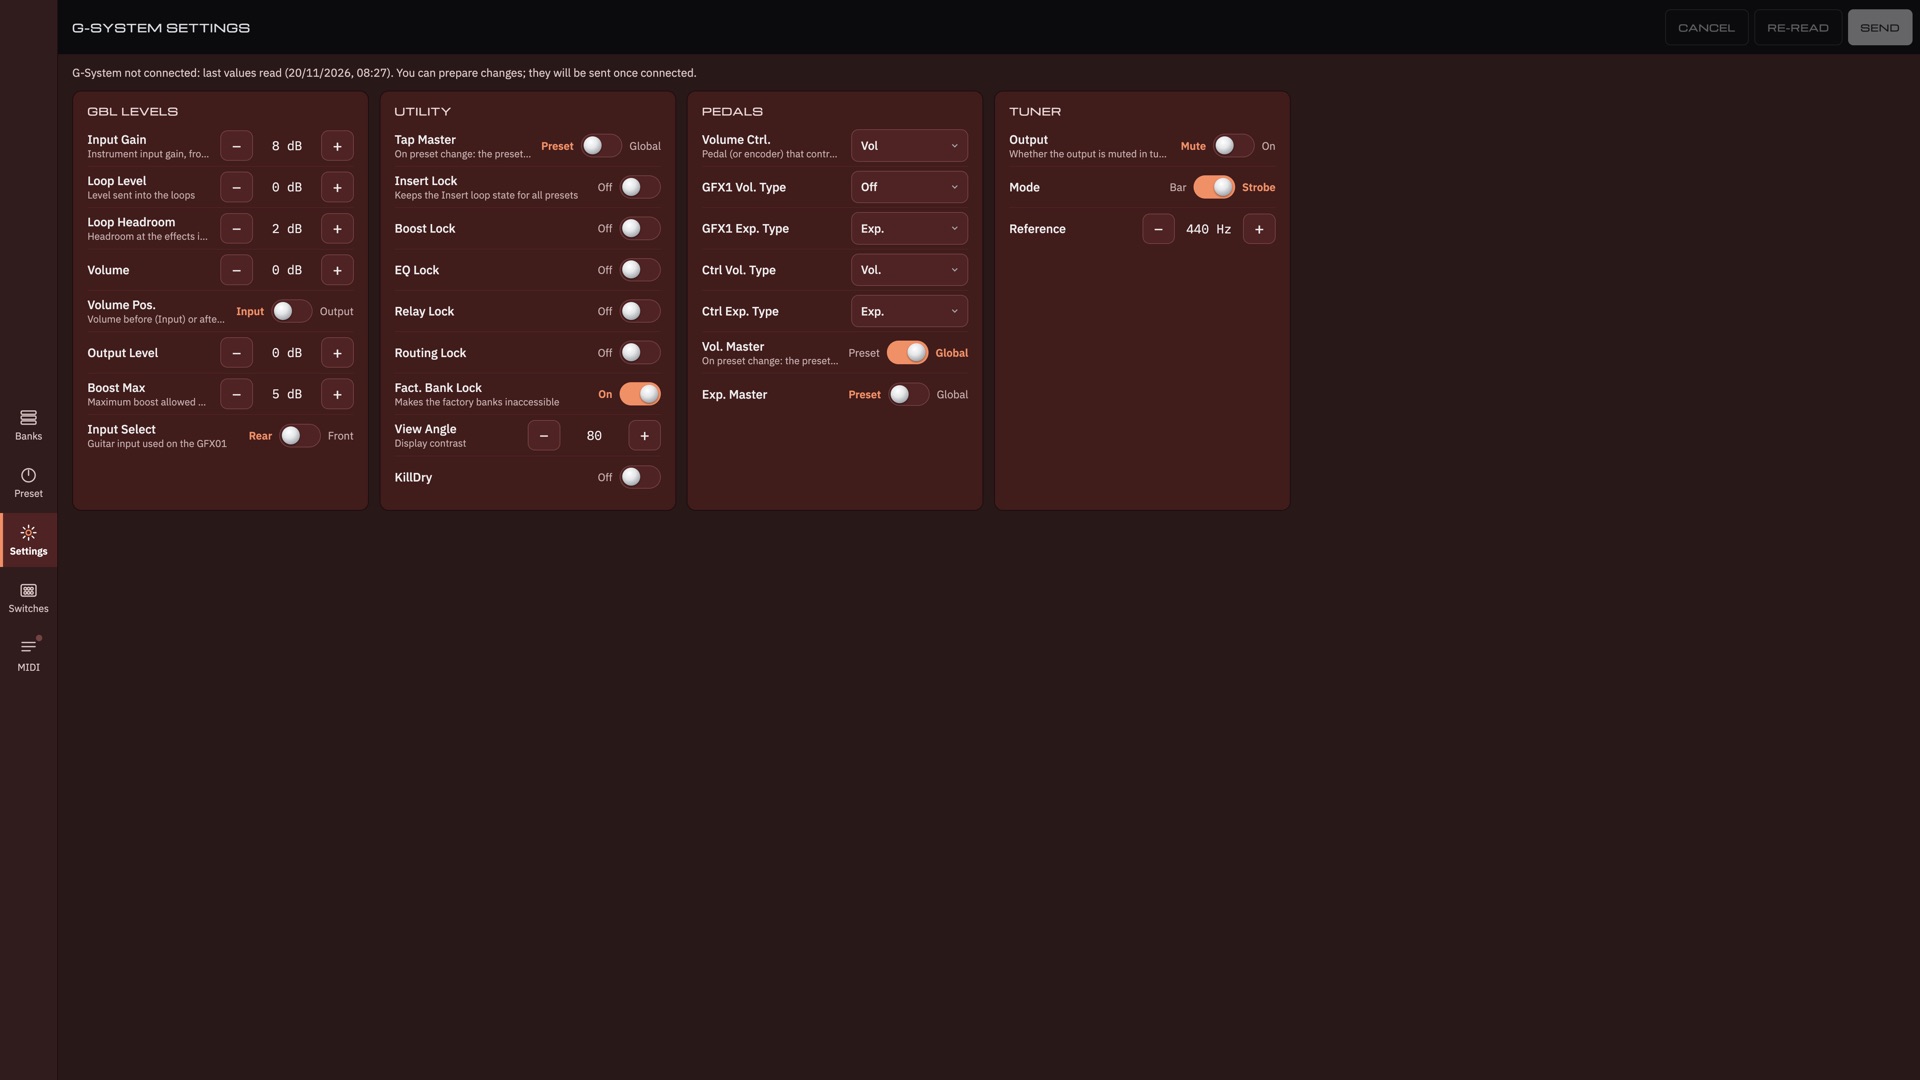 G-SYSTEM SETTINGS
CANCEL
RE-READ
SEND
G-System not connected: last values read (20/11/2026, 08:27). You can prepare changes; they will be sent once connected.
GBL LEVELS
Input Gain
Instrument input gain, fro...
− 8 dB +
Loop Level
Level sent into the loops
− 0 dB +
Loop Headroom
Headroom at the effects i...
− 2 dB +
Volume
− 0 dB +
Volume Pos.
Volume before (Input) or afte...
Input Output
Output Level
− 0 dB +
Boost Max
Maximum boost allowed ...
− 5 dB +
Input Select
Guitar input used on the GFX01
Rear Front
UTILITY
Tap Master
On preset change: the preset...
Preset Global
Insert Lock
Keeps the Insert loop state for all presets
Off
Boost Lock
Off
EQ Lock
Off
Relay Lock
Off
Routing Lock
Off
Fact. Bank Lock
Makes the factory banks inaccessible
On
View Angle
Display contrast
− 80 +
KillDry
Off
PEDALS
Volume Ctrl.
Pedal (or encoder) that contr...
Vol
GFX1 Vol. Type
Off
GFX1 Exp. Type
Exp.
Ctrl Vol. Type
Vol.
Ctrl Exp. Type
Exp.
Vol. Master
On preset change: the preset...
Preset Global
Exp. Master
Preset Global
TUNER
Output
Whether the output is muted in tu...
Mute On
Mode
Bar Strobe
Reference
− 440 Hz +
Banks
Preset
Settings
Switches
MIDI